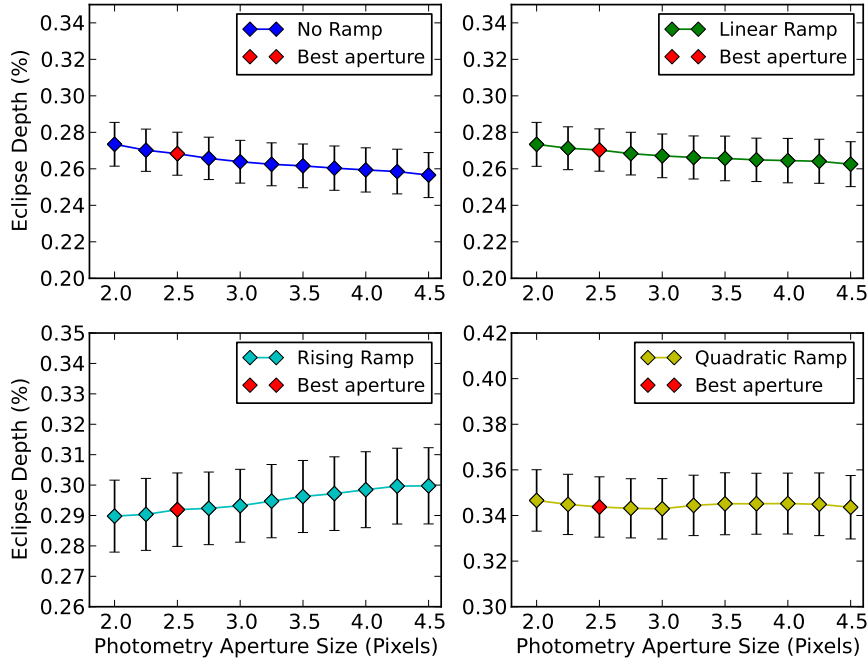 Eclipse Depth (%)
0.34
0.32
0.30
0.28
0.26
0.24
0.22
0.20
No Ramp
Best aperture
2.0 2.5 3.0 3.5 4.0 4.5
0.34
0.32
0.30
0.28
0.26
0.24
0.22
0.20
Linear Ramp
Best aperture
2.0 2.5 3.0 3.5 4.0 4.5
Eclipse Depth (%)
0.35
0.34
0.33
0.32
0.31
0.30
0.29
0.28
0.27
0.26
Rising Ramp
Best aperture
2.0 2.5 3.0 3.5 4.0 4.5
Photometry Aperture Size (Pixels)
0.42
0.40
0.38
0.36
0.34
0.32
0.30
Quadratic Ramp
Best aperture
2.0 2.5 3.0 3.5 4.0 4.5
Photometry Aperture Size (Pixels)